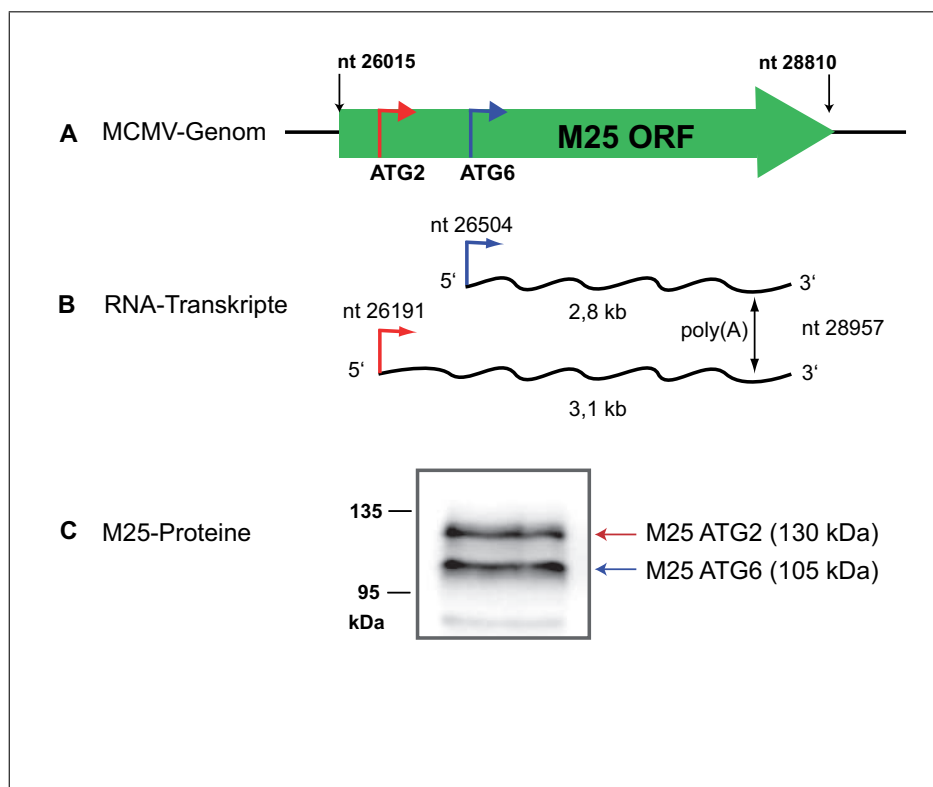 nt 26015
nt 28810
A MCMV-Genom
M25 ORF
ATG2
ATG6
nt 26504
5‘
3‘
B RNA-Transkripte
2,8 kb
nt 26191
poly(A)
nt 28957
5‘
3‘
3,1 kb
135
C M25-Proteine
M25 ATG2 (130 kDa)
M25 ATG6 (105 kDa)
95
kDa